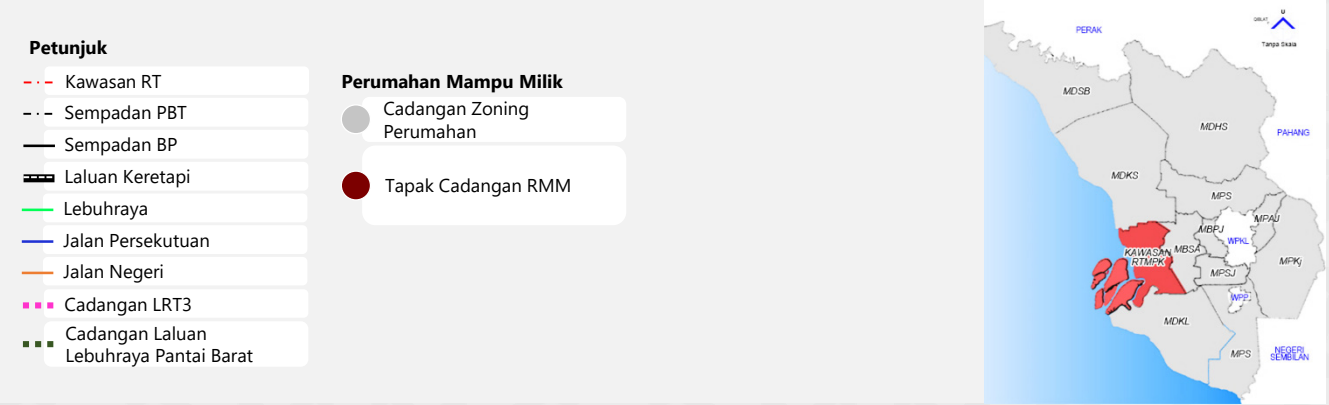 Petunjuk
Kawasan RT
Sempadan PBT
Sempadan BP
Laluan Keretapi
Lebuhraya
Jalan Persekutuan
Jalan Negeri
Cadangan LRT3
Cadangan Laluan
Lebuhraya Pantai Barat
Perumahan Mampu Milik
Cadangan Zoning
Perumahan
Tapak Cadangan RMM
U
QIBLAT
Tanpa Skala
PERAK
MDSB
MDHS
PAHANG
MDKS
MPS
MPAJ
MBPJ
WPKL
MBSA
KAWASAN
RTMPK
MPKj
MPSJ
WPP
MDKL
MPS
NEGERI
SEMBILAN